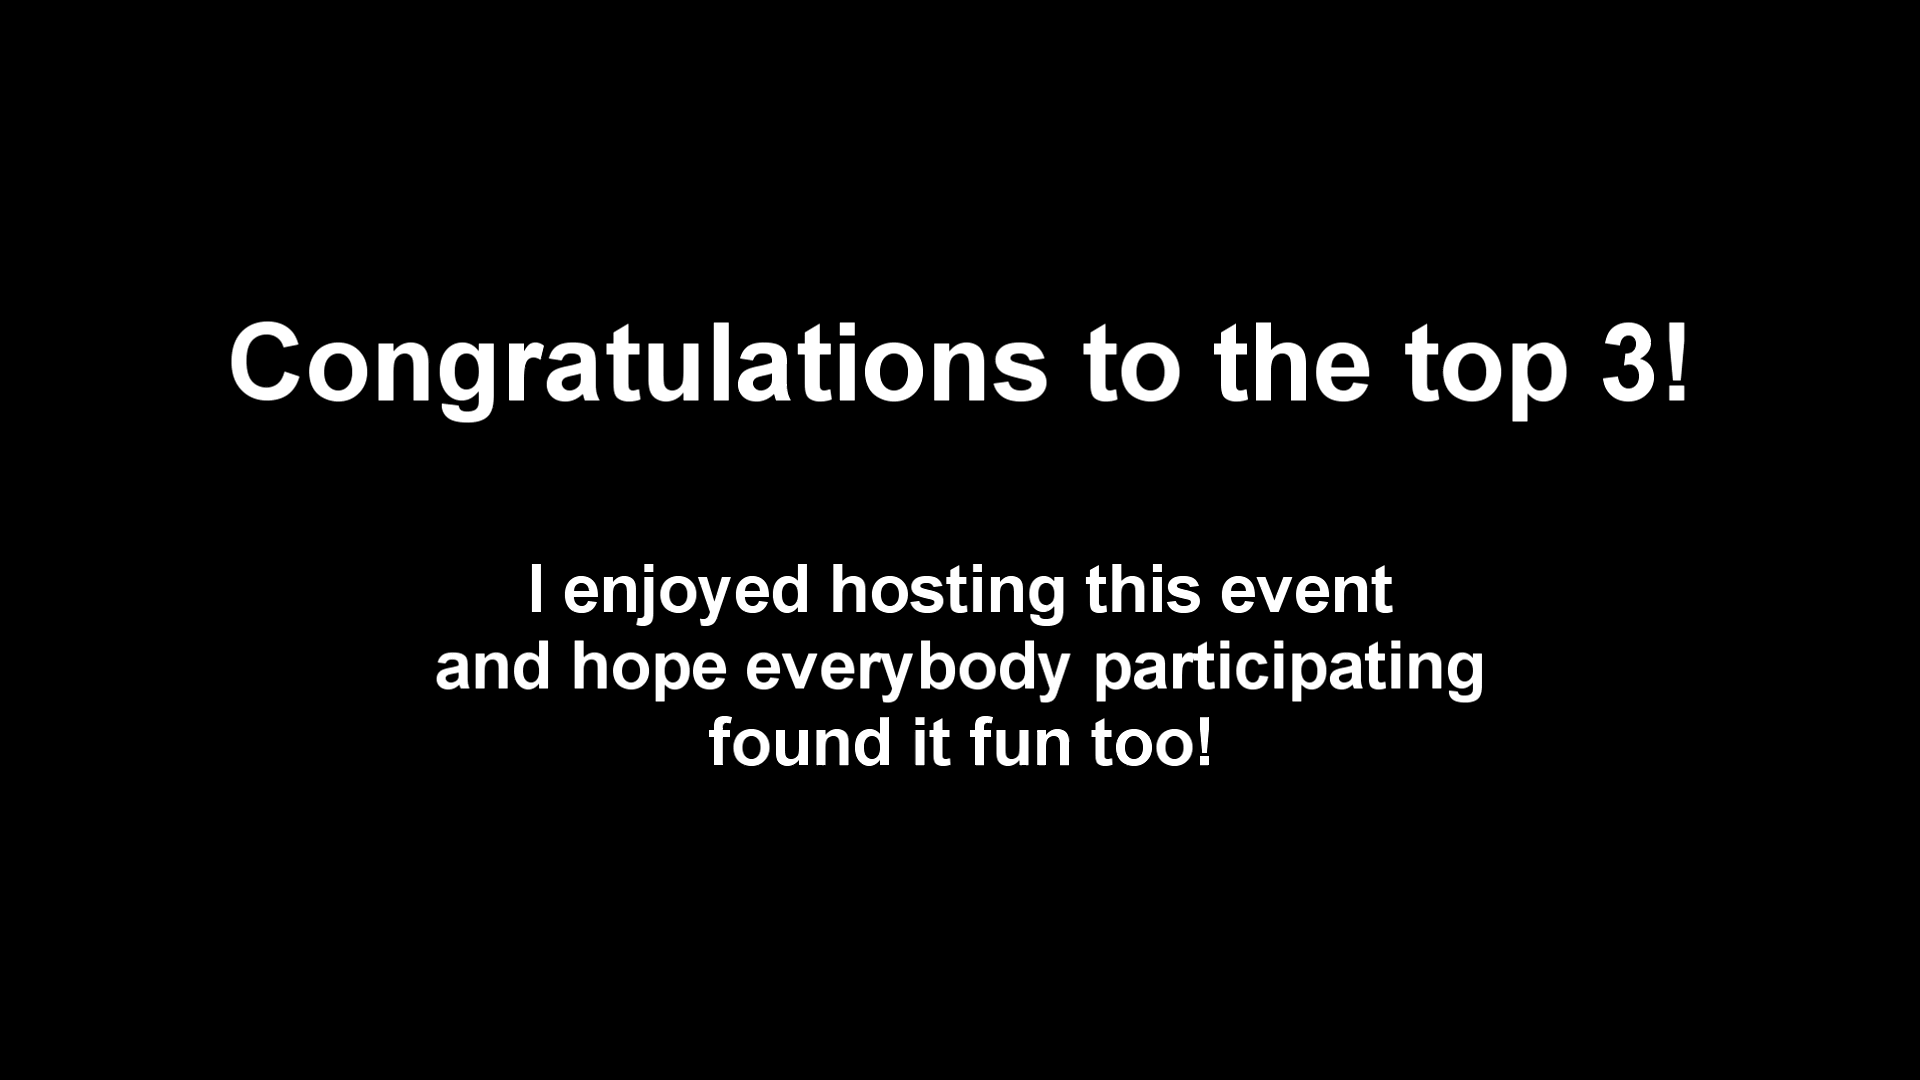 Congratulations to the top 3!
I enjoyed hosting this event
and hope everybody participating
found it fun too!